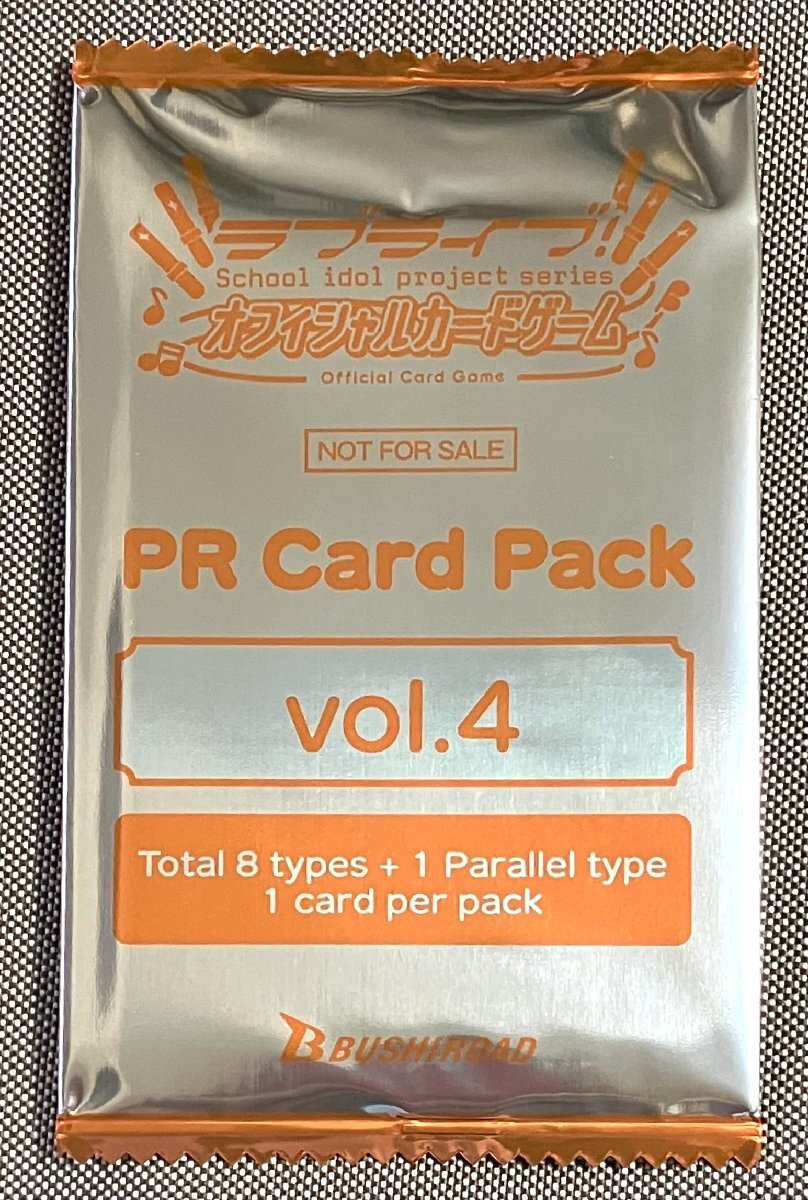 ラブライブ!
School idol project series
オフィシャルカードゲーム
Official Card Game
NOT FOR SALE
PR Card Pack
vol.4
Total 8 types + 1 Parallel type
1 card per pack
BUSHIROAD